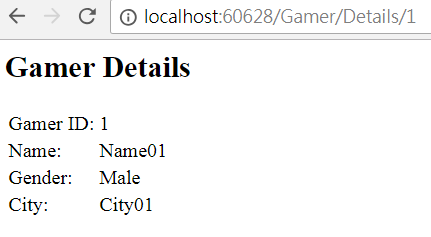 localhost:60628/Gamer/Details/1
Gamer Details
Gamer ID: 1
Name: Name01
Gender: Male
City: City01